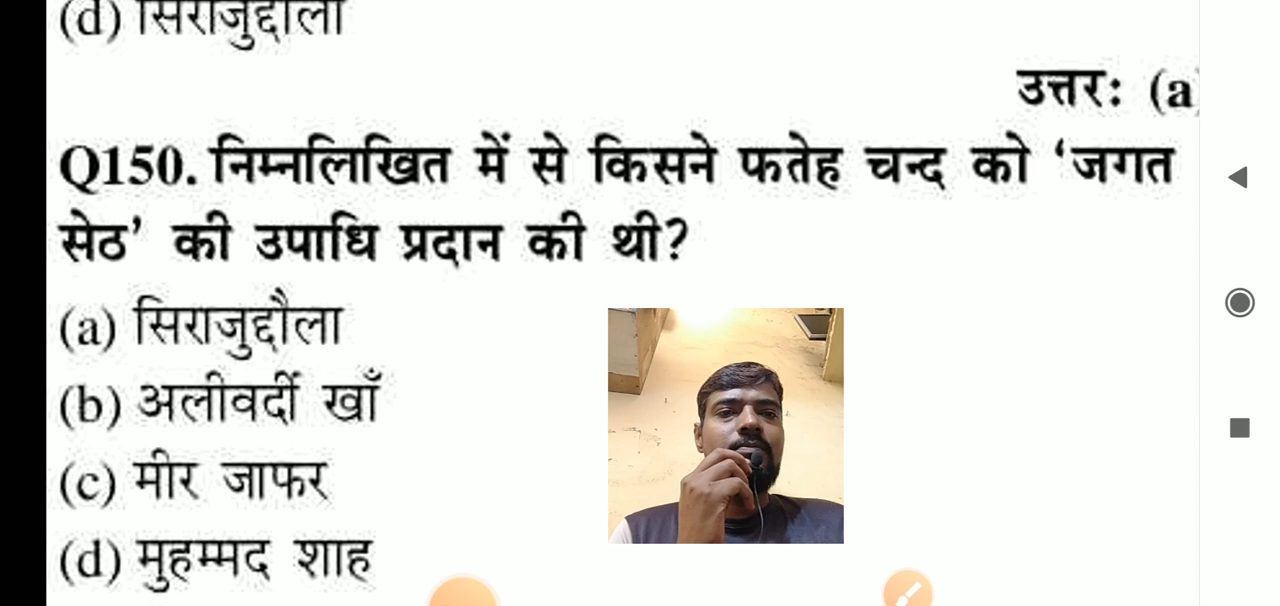 (d) सिराजुद्दौला
उत्तरः (a)
Q150. निम्नलिखित में से किसने फतेह चन्द को ‘जगत
सेठ’ की उपाधि प्रदान की थी?
(a) सिराजुद्दौला
(b) अलीवर्दी खाँ
(c) मीर जाफर
(d) मुहम्मद शाह